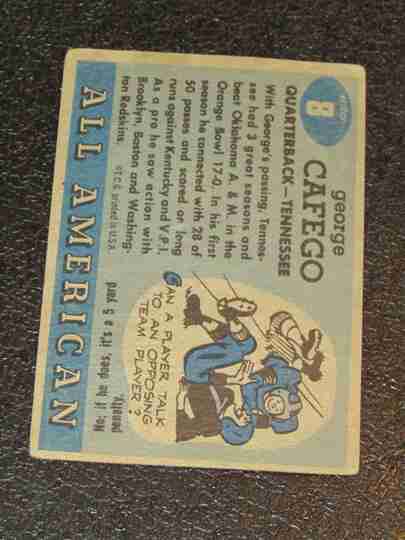 8
george
CAFEGO
QUARTERBACK — TENNESSEE
With George's passing, Tennes-
see had 3 great seasons and
beat Oklahoma A. & M. in the
Orange Bowl 17-0. In his first
season he connected with 28 of
50 passes and scored on long
runs against Kentucky and V.P.I.
As a pro he saw action with
Brooklyn, Boston and Washing-
ton Redskins.
©T.C.G. printed in U.S.A.
CAN A PLAYER TALK
TO AN OPPOSING
TEAM PLAYER?
No, if he does, it's a 5 yard
penalty.
ALL AMERICAN